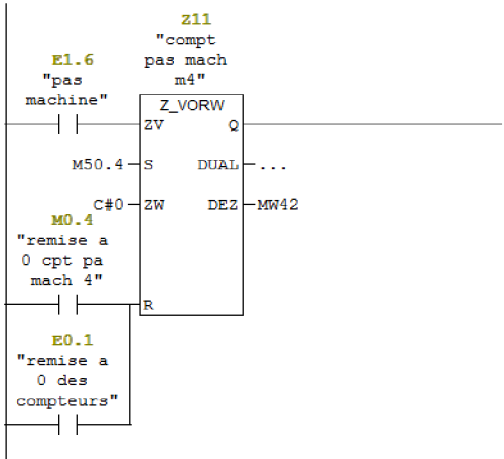 Z11
"compt
pas mach
m4"
E1.6
"pas
machine"
Z_VORW
ZV
Q
M50.4
S
DUAL
...
C#0
ZW
DEZ
MW42
M0.4
"remise a
0 cpt pa
mach 4"
R
E0.1
"remise a
0 des
compteurs"